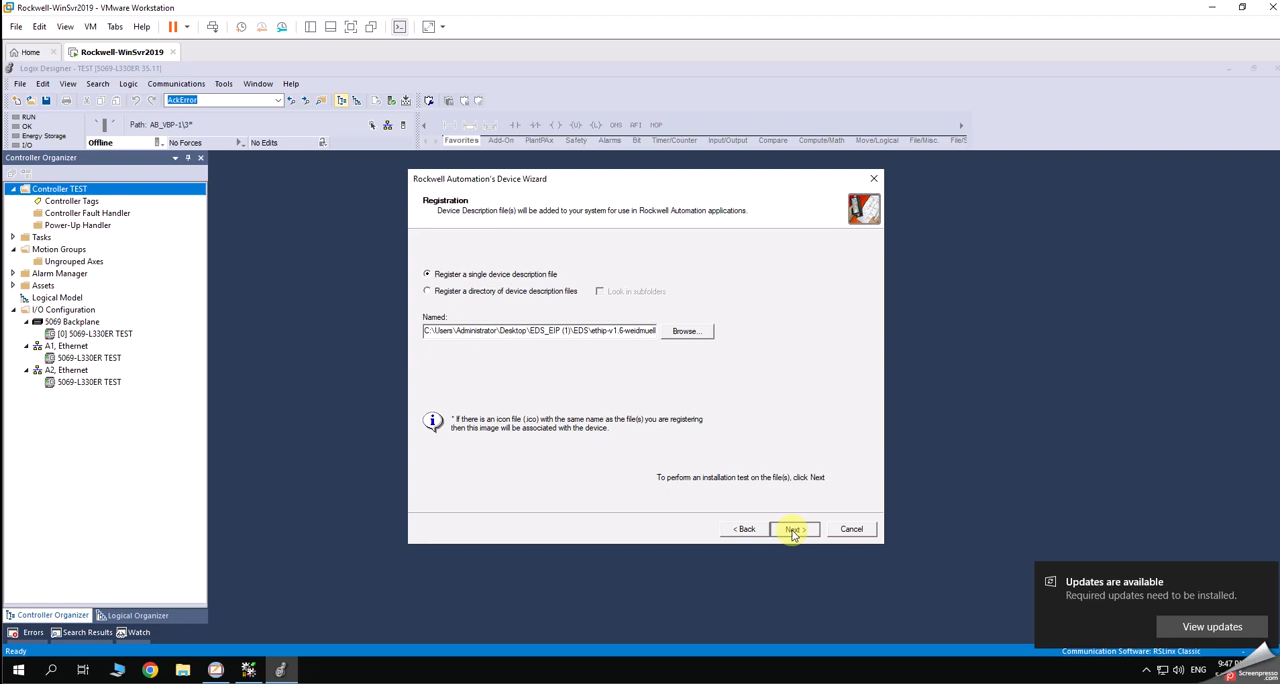 Rockwell-WinSvr2019 - VMware Workstation
File Edit View VM Tabs Help
Home Rockwell-WinSvr2019
Logix Designer - TEST [5069-L330ER 35.11]
File Edit View Search Logic Communications Tools Window Help
AckError
RUN
OK
Energy Storage
I/O
Path: AB_VBP-1\3*
Offline No Forces No Edits
ONS AFI NOP
Favorites Add-On PlantPAx Safety Alarms Bit Timer/Counter Input/Output Compare Compute/Math Move/Logical File/Misc. File/S
Controller Organizer
Controller TEST
Controller Tags
Controller Fault Handler
Power-Up Handler
Tasks
Motion Groups
Ungrouped Axes
Alarm Manager
Assets
Logical Model
I/O Configuration
5069 Backplane
[0] 5069-L330ER TEST
A1, Ethernet
5069-L330ER TEST
A2, Ethernet
5069-L330ER TEST
Controller Organizer Logical Organizer
Errors Search Results Watch
Ready
Rockwell Automation's Device Wizard
Registration
Device Description file(s) will be added to your system for use in Rockwell Automation applications.
Register a single device description file
Register a directory of device description files Look in subfolders
Named:
C:\Users\Administrator\Desktop\EDS_EIP (1)\EDS\ethip-v1.6-weidmuell Browse...
* If there is an icon file (.ico) with the same name as the file(s) you are registering
then this image will be associated with the device.
To perform an installation test on the file(s), click Next
< Back Next > Cancel
Updates are available
Required updates need to be installed.
View updates
Communication Software: RSLinx Classic
ENG 9:47
Screenpresso
.com